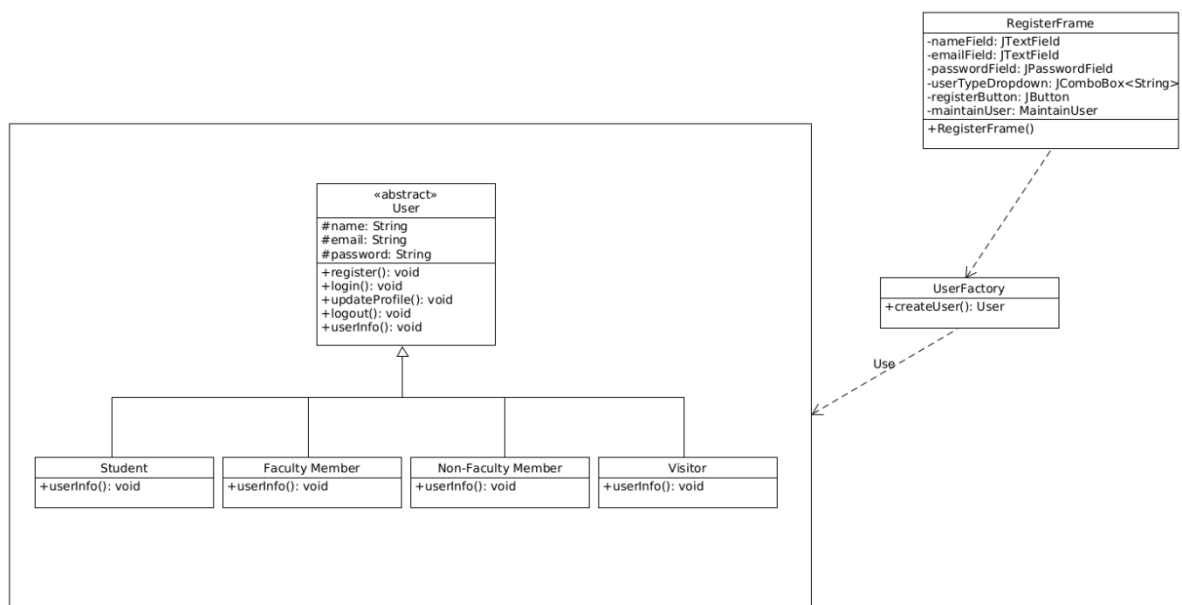 RegisterFrame
-nameField: JTextField
-emailField: JTextField
-passwordField: JPasswordField
-userTypeDropdown: JComboBox<String>
-registerButton: JButton
-maintainUser: MaintainUser
+RegisterFrame()
«abstract»
User
#name: String
#email: String
#password: String
+register(): void
+login(): void
+updateProfile(): void
+logout(): void
+userInfo(): void
UserFactory
+createUser(): User
Use
Student
+userInfo(): void
Faculty Member
+userInfo(): void
Non-Faculty Member
+userInfo(): void
Visitor
+userInfo(): void